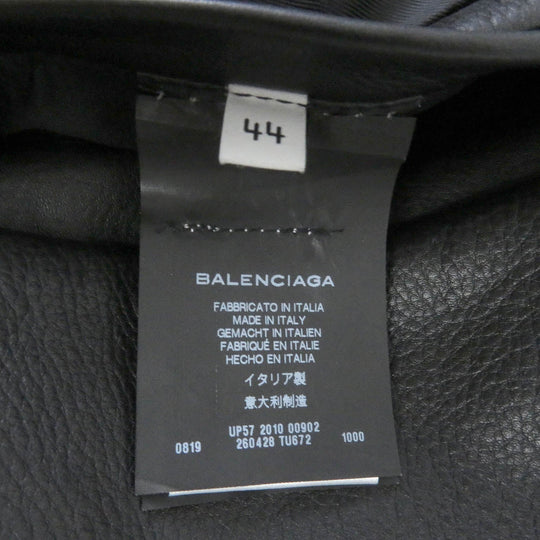 44
BALENCIAGA
FABBRICATO IN ITALIA
MADE IN ITALY
GEMACHT IN ITALIEN
FABRIQUÉ EN ITALIE
HECHO EN ITALIA
イタリア製
意大利制造
UP57 2010 00902
0819 260428 TU672 1000